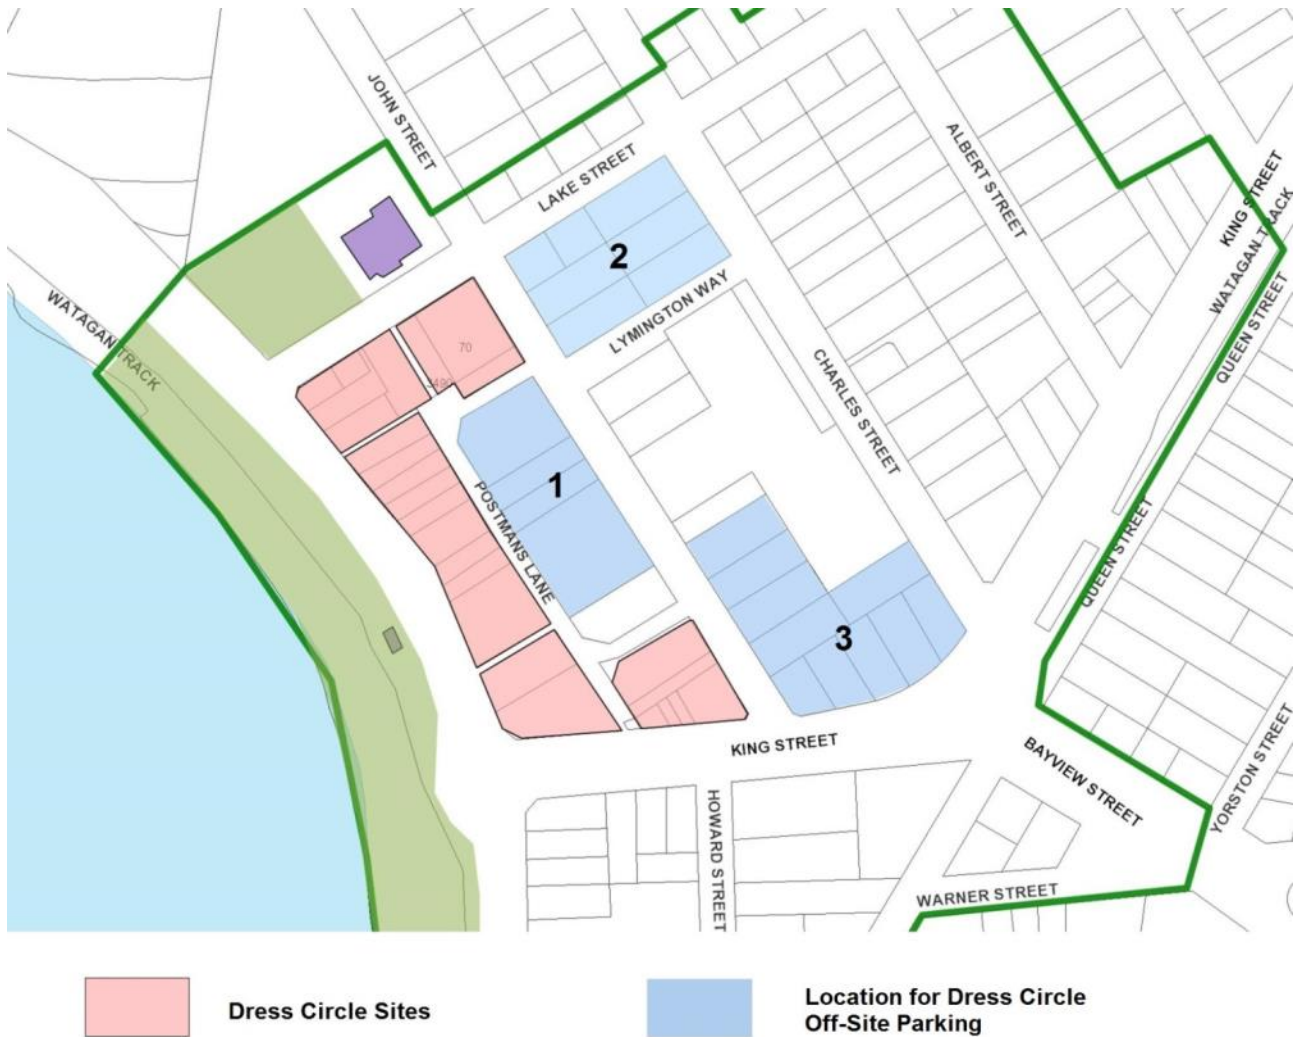 JOHN STREET
LAKE STREET
ALBERT STREET
KING STREET
WATAGAN TRACK
QUEEN STREET
WATAGAN TRACK
2
LYMINGTON WAY
70
CHARLES STREET
1
POSTMANS LANE
QUEEN STREET
3
KING STREET
BAYVIEW STREET
YORSTON STREET
HOWARD STREET
WARNER STREET
Dress Circle Sites
Location for Dress Circle
Off-Site Parking